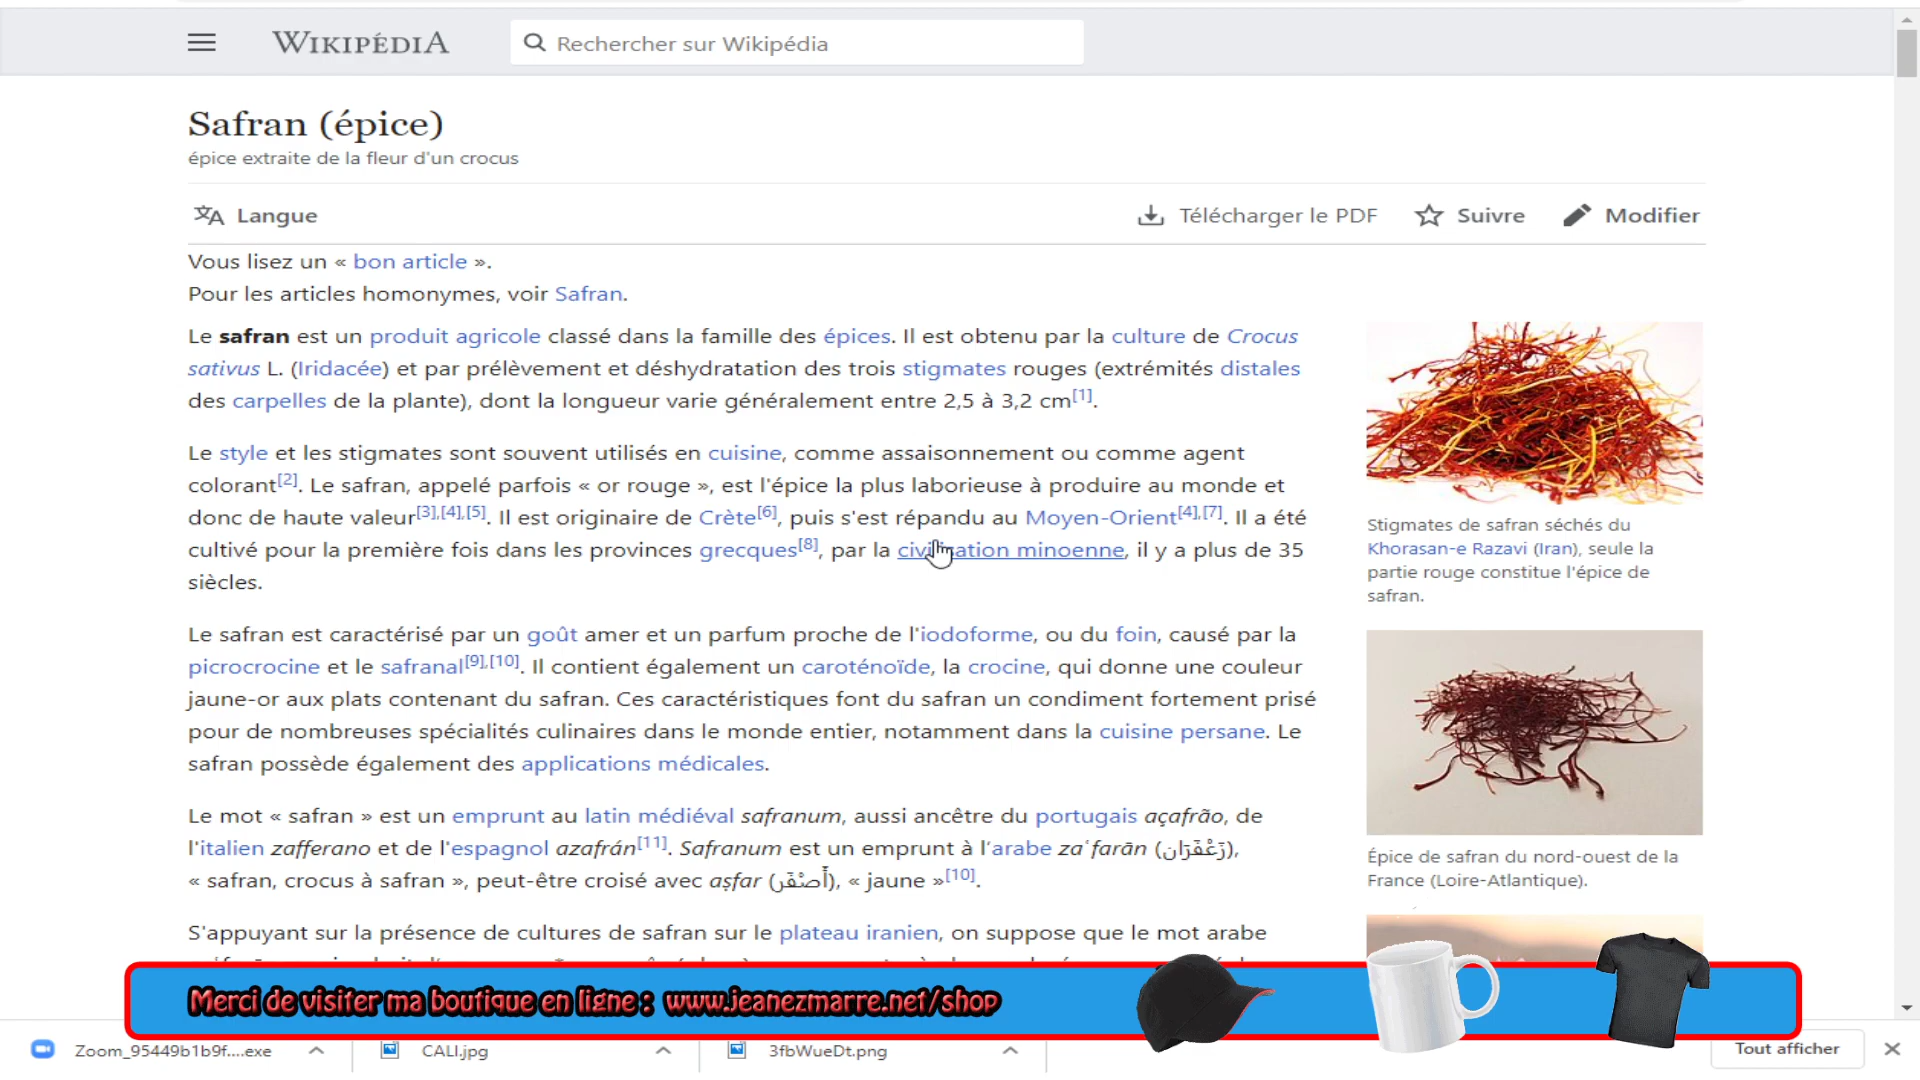 WIKIPÉDIA
Rechercher sur Wikipédia
Safran (épice)
épice extraite de la fleur d'un crocus
Langue
Télécharger le PDF
Suivre
Modifier
Vous lisez un « bon article ».
Pour les articles homonymes, voir Safran.
Le safran est un produit agricole classé dans la famille des épices. Il est obtenu par la culture de Crocus
sativus L. (Iridacée) et par prélèvement et déshydratation des trois stigmates rouges (extrémités distales
des carpelles de la plante), dont la longueur varie généralement entre 2,5 à 3,2 cm[1].
Le style et les stigmates sont souvent utilisés en cuisine, comme assaisonnement ou comme agent
colorant[2]. Le safran, appelé parfois « or rouge », est l'épice la plus laborieuse à produire au monde et
donc de haute valeur[3],[4],[5]. Il est originaire de Crète[6], puis s'est répandu au Moyen-Orient[4],[7]. Il a été
cultivé pour la première fois dans les provinces grecques[8], par la civilisation minoenne, il y a plus de 35
siècles.
Le safran est caractérisé par un goût amer et un parfum proche de l'iodoforme, ou du foin, causé par la
picrocrocine et le safranal[9],[10]. Il contient également un caroténoïde, la crocine, qui donne une couleur
jaune-or aux plats contenant du safran. Ces caractéristiques font du safran un condiment fortement prisé
pour de nombreuses spécialités culinaires dans le monde entier, notamment dans la cuisine persane. Le
safran possède également des applications médicales.
Le mot « safran » est un emprunt au latin médiéval safranum, aussi ancêtre du portugais açafrão, de
l'italien zafferano et de l'espagnol azafrán[11]. Safranum est un emprunt à l'arabe zaʿfarān (زَعْفَرَان),
« safran, crocus à safran », peut-être croisé avec aṣfar (أَصْفَر), « jaune »[10].
S'appuyant sur la présence de cultures de safran sur le plateau iranien, on suppose que le mot arabe
Stigmates de safran séchés du
Khorasan-e Razavi (Iran), seule la
partie rouge constitue l'épice de
safran.
Épice de safran du nord-ouest de la
France (Loire-Atlantique).
Merci de visiter ma boutique en ligne : www.jeanezmarre.net/shop
Zoom_95449b1b9f....exe
CALI.jpg
3fbWueDt.png
Tout afficher